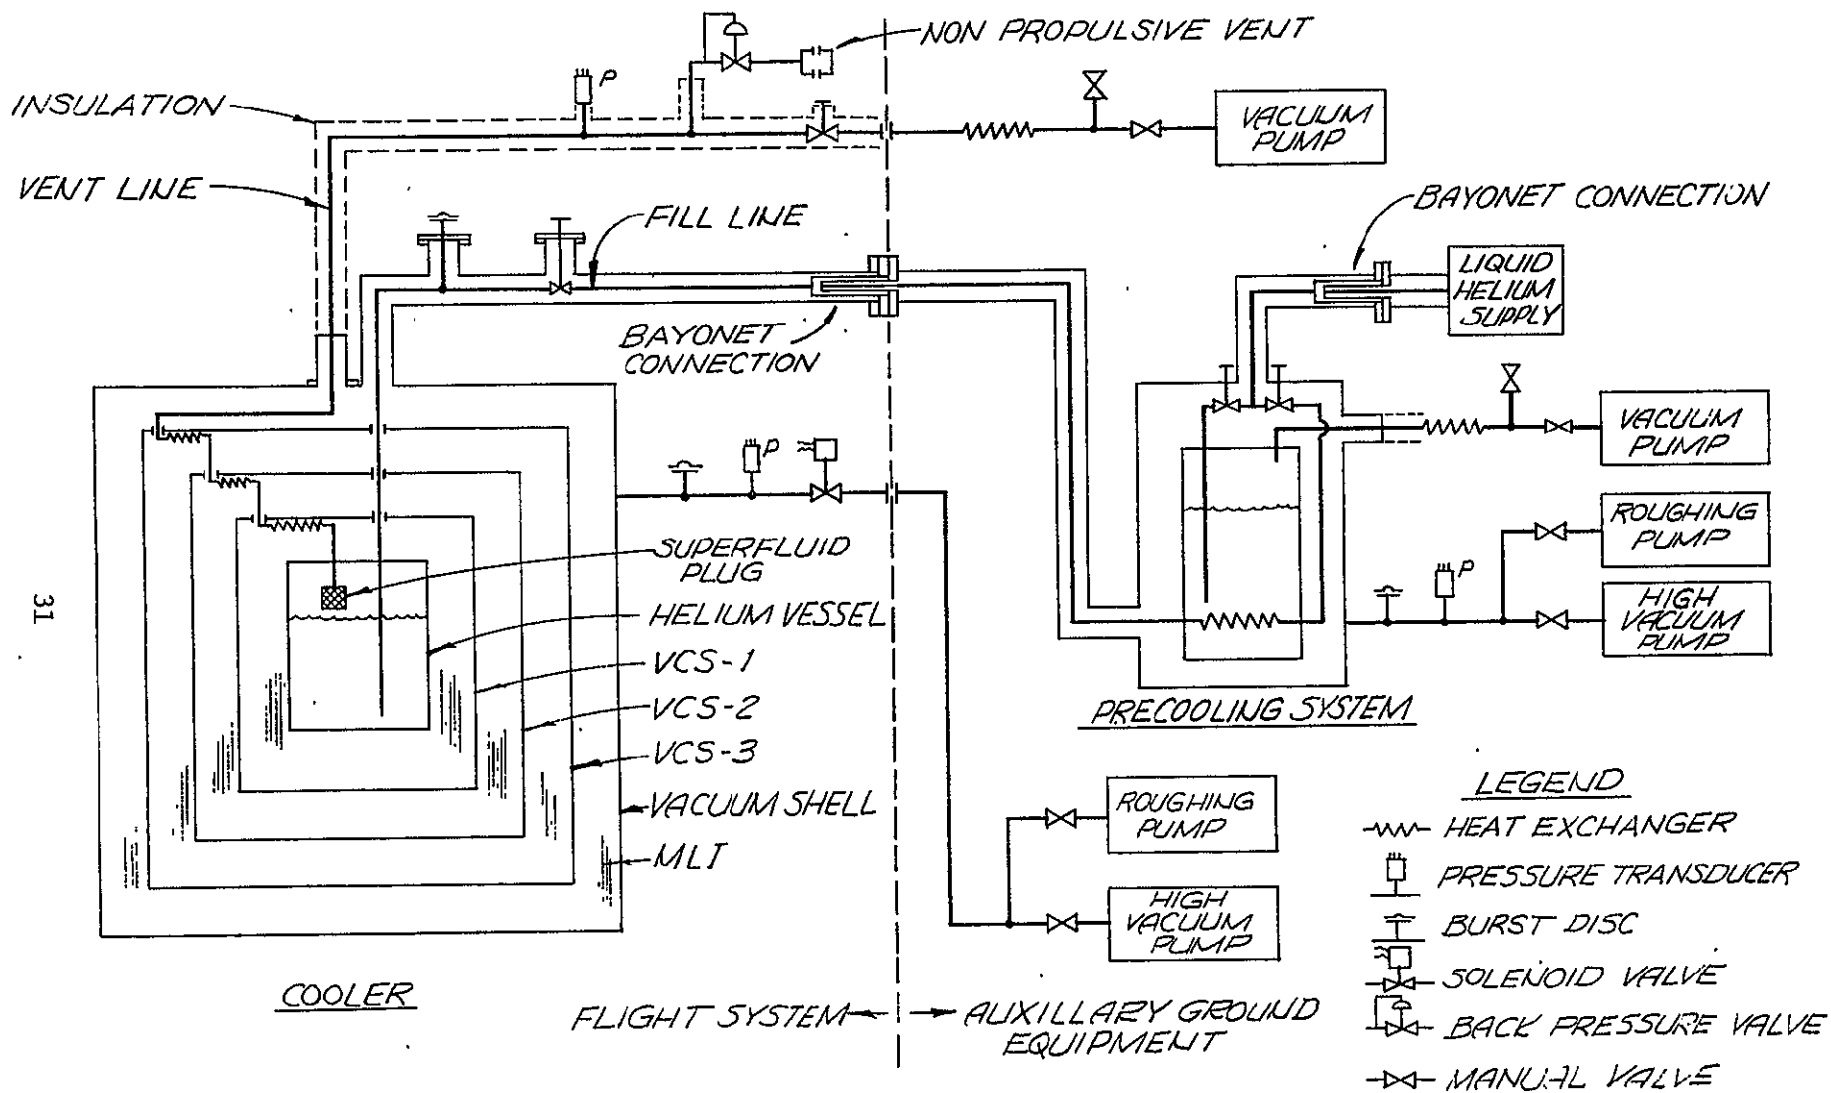 NON PROPULSIVE VENT
P
INSULATION
VACUUM
PUMP
VENT LINE
FILL LINE
BAYONET CONNECTION
LIQUID
HELIUM
SUPPLY
BAYONET
CONNECTION
VACUUM
PUMP
P
ROUGHING
PUMP
SUPERFLUID
PLUG
P
HIGH
VACUUM
PUMP
HELIUM VESSEL
VCS-1
VCS-2
VCS-3
VACUUM SHELL
MLI
31
PRECOOLING SYSTEM
ROUGHING
PUMP
HIGH
VACUUM
PUMP
COOLER
FLIGHT SYSTEM
AUXILLARY GROUND
EQUIPMENT
LEGEND
HEAT EXCHANGER
PRESSURE TRANSDUCER
BURST DISC
SOLENOID VALVE
BACK PRESSURE VALVE
MANUAL VALVE